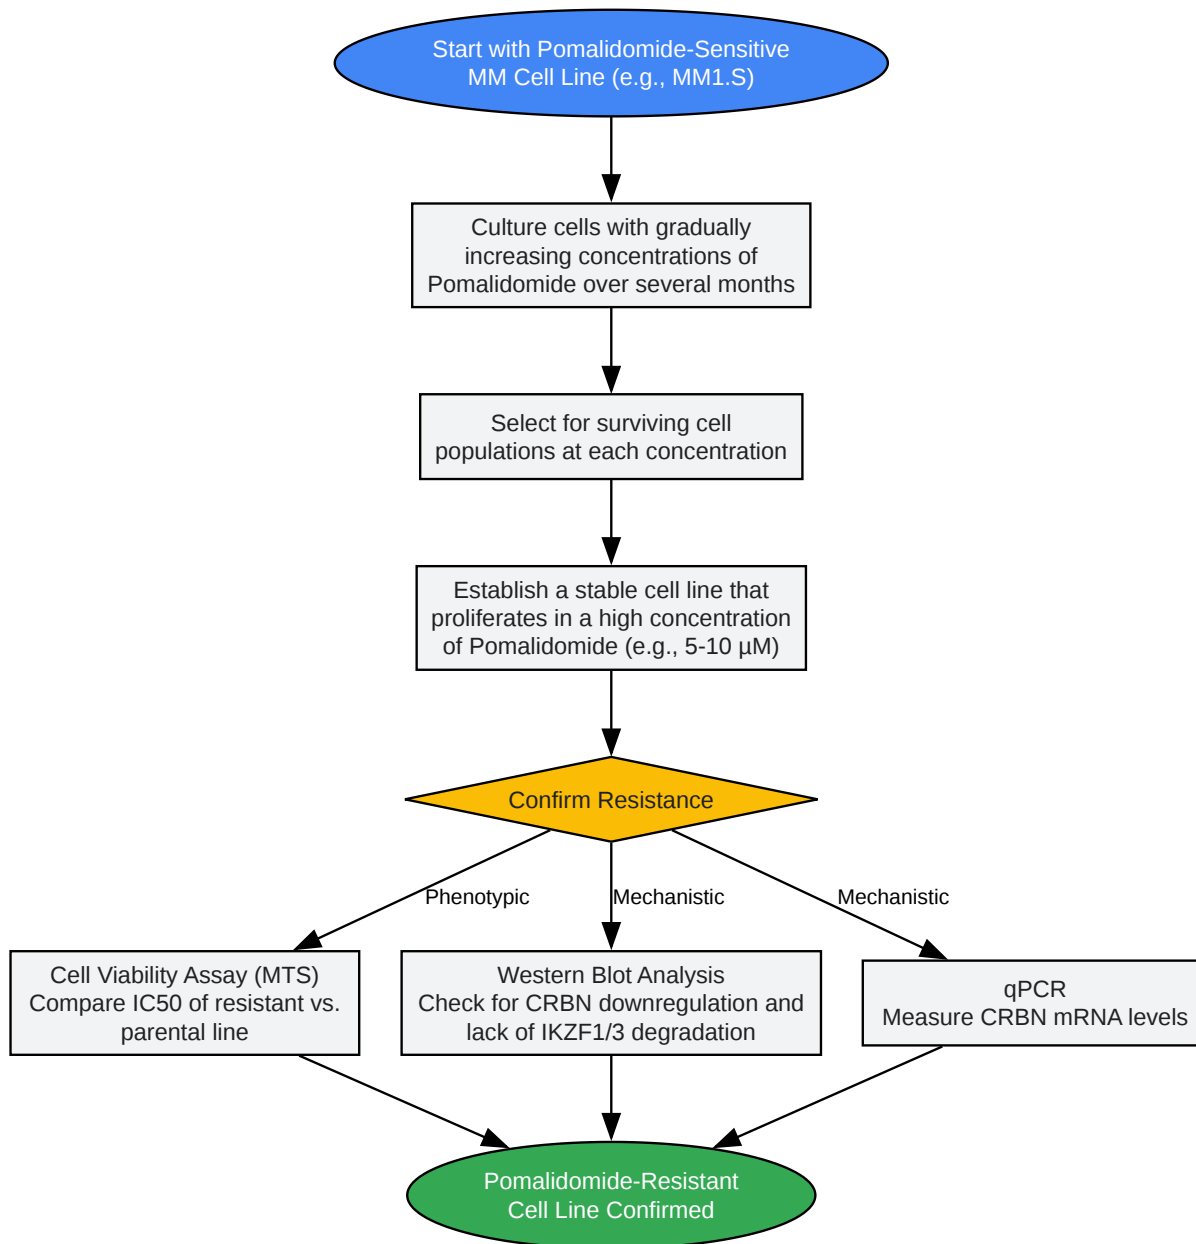 Start with Pomalidomide-Sensitive
MM Cell Line (e.g., MM1.S)
Culture cells with gradually
increasing concentrations of
Pomalidomide over several months
Select for surviving cell
populations at each concentration
Establish a stable cell line that
proliferates in a high concentration
of Pomalidomide (e.g., 5-10 µM)
Confirm Resistance
Phenotypic
Mechanistic
Mechanistic
Cell Viability Assay (MTS)
Compare IC50 of resistant vs.
parental line
Western Blot Analysis
Check for CRBN downregulation and
lack of IKZF1/3 degradation
qPCR
Measure CRBN mRNA levels
Pomalidomide-Resistant
Cell Line Confirmed